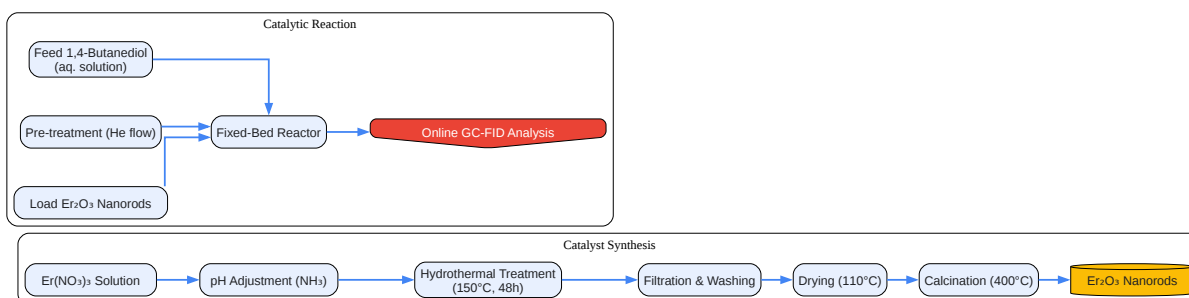 Catalytic Reaction
Feed 1,4-Butanediol
(aq. solution)
Pre-treatment (He flow)
Fixed-Bed Reactor
Online GC-FID Analysis
Load Er₂O₃ Nanorods
Catalyst Synthesis
Er(NO₃)₃ Solution
pH Adjustment (NH₃)
Hydrothermal Treatment
(150°C, 48h)
Filtration & Washing
Drying (110°C)
Calcination (400°C)
Er₂O₃ Nanorods